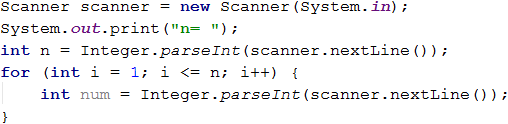 Scanner scanner = new Scanner(System.in);
System.out.print("n= ");
int n = Integer.parseInt(scanner.nextLine());
for (int i = 1; i <= n; i++) {
    int num = Integer.parseInt(scanner.nextLine());
}